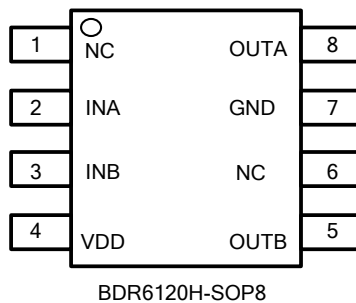 1 NC OUTA 8
2 INA GND 7
3 INB NC 6
4 VDD OUTB 5
BDR6120H-SOP8